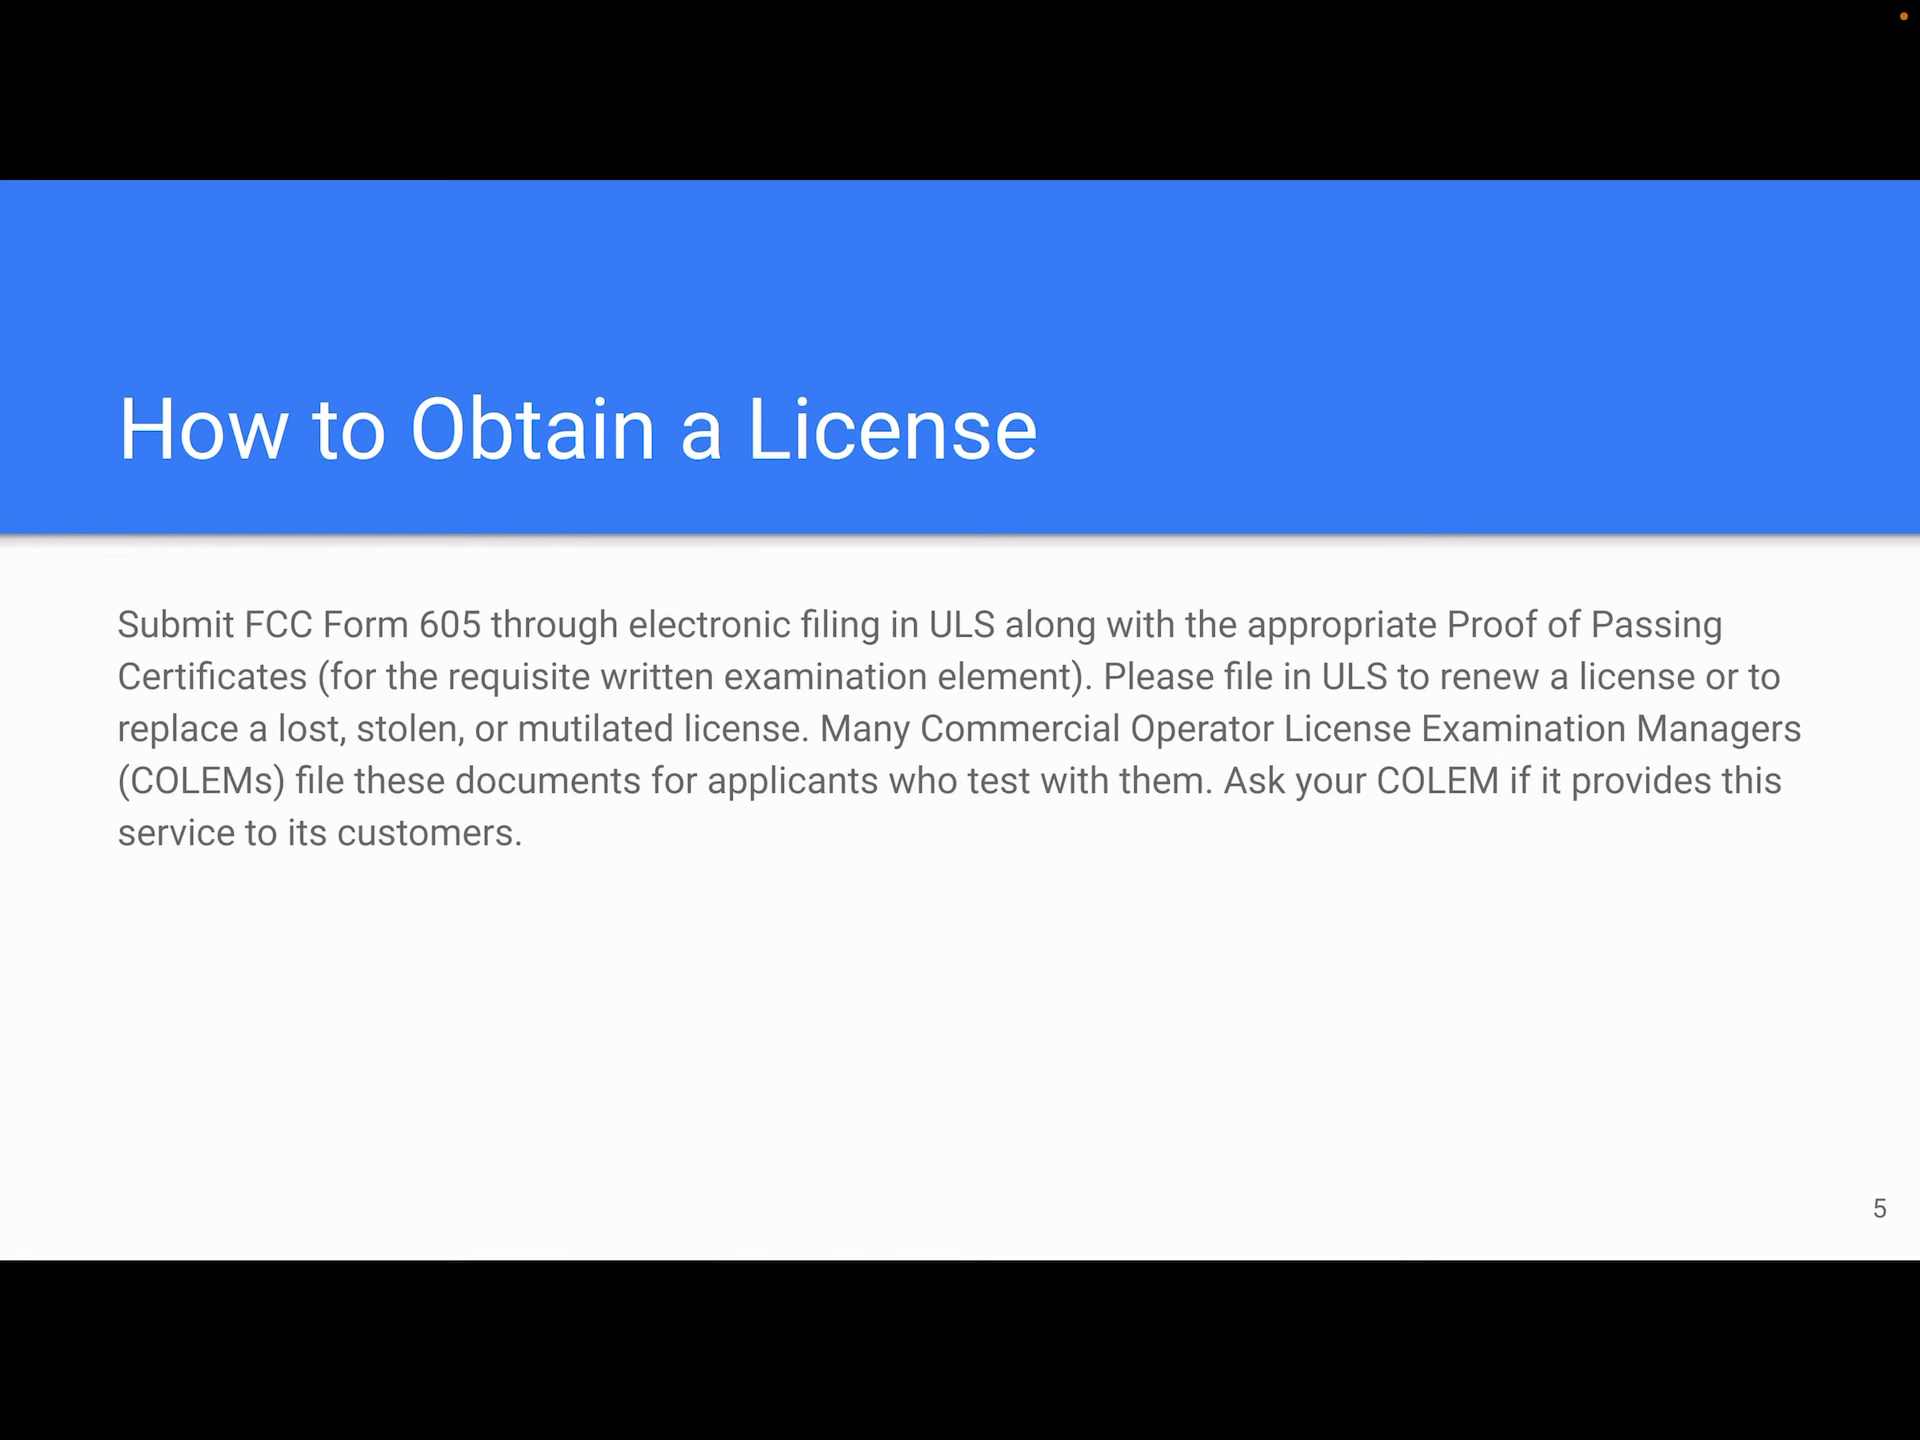 How to Obtain a License
Submit FCC Form 605 through electronic filing in ULS along with the appropriate Proof of Passing
Certificates (for the requisite written examination element). Please file in ULS to renew a license or to
replace a lost, stolen, or mutilated license. Many Commercial Operator License Examination Managers
(COLEMs) file these documents for applicants who test with them. Ask your COLEM if it provides this
service to its customers.
5